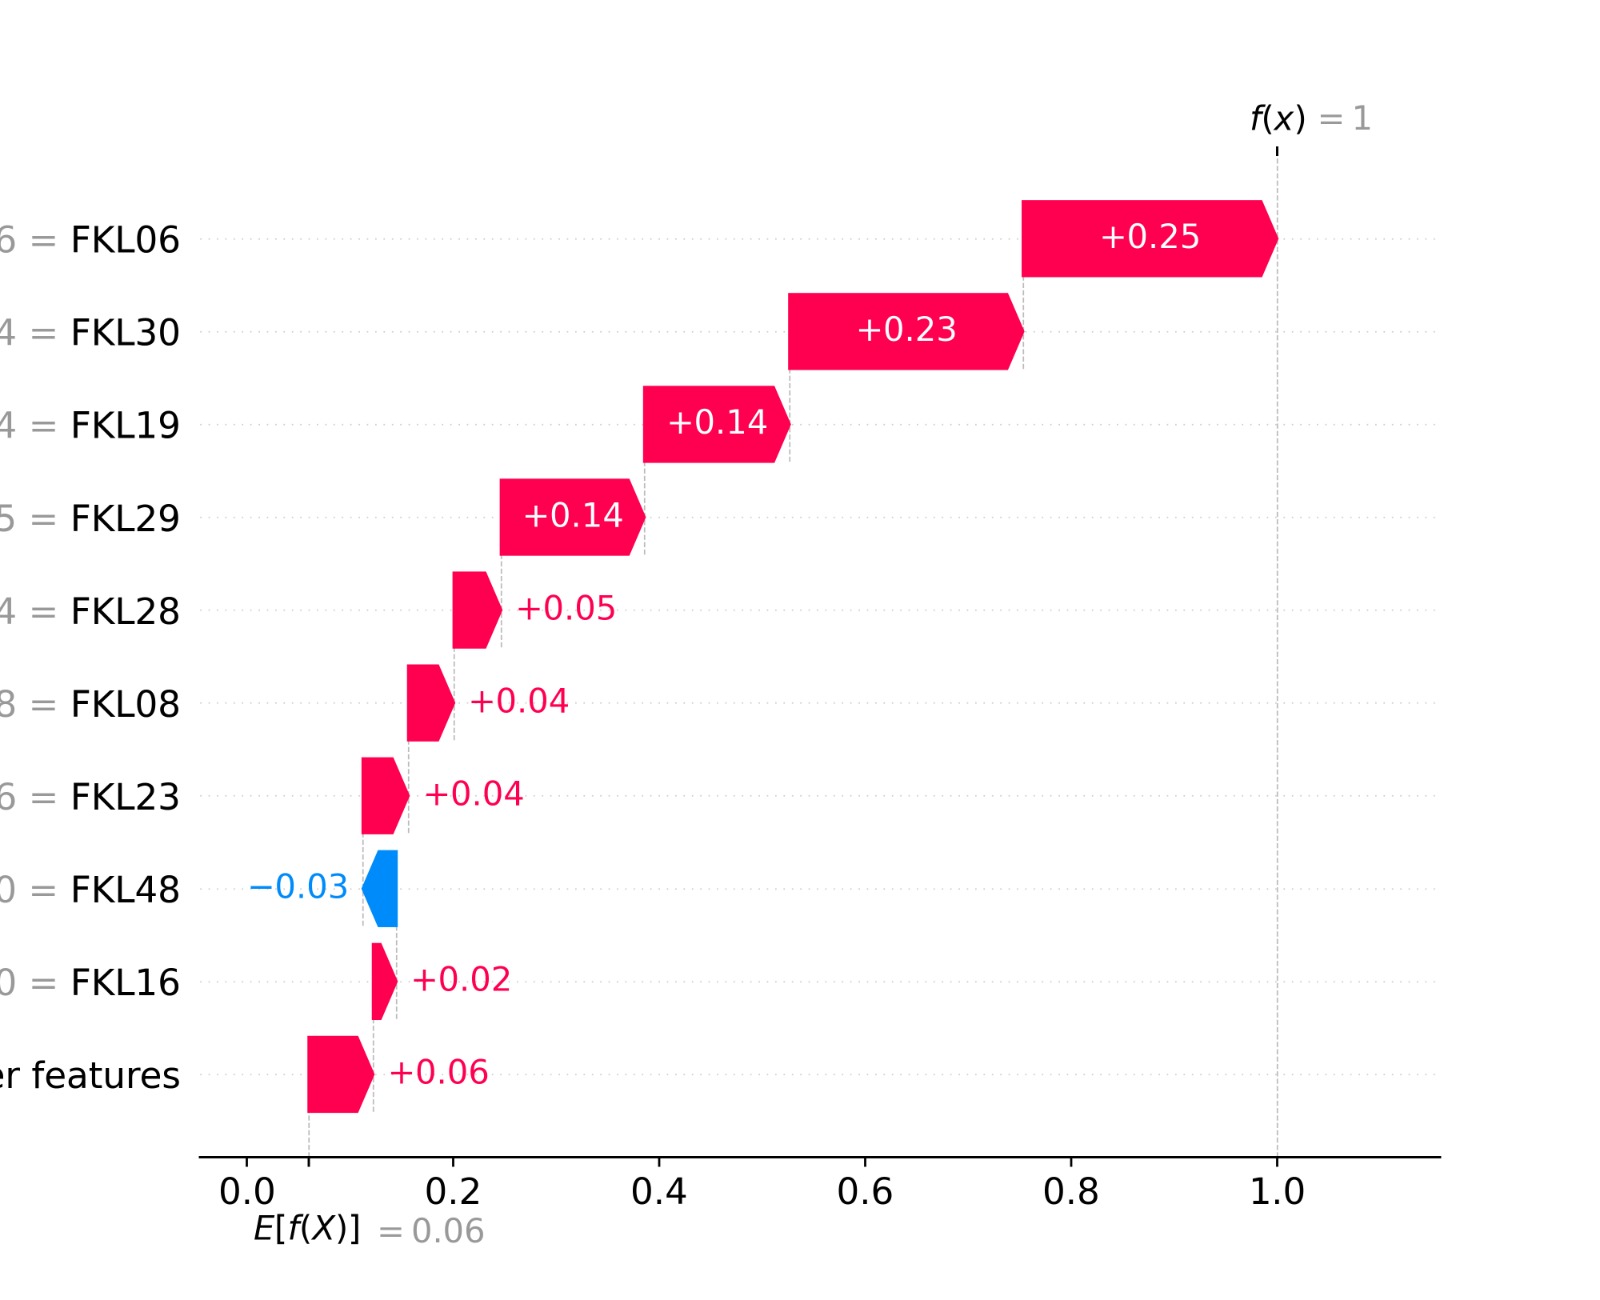 f(x) = 1
6 = FKL06
+0.25
4 = FKL30
+0.23
4 = FKL19
+0.14
5 = FKL29
+0.14
4 = FKL28
+0.05
8 = FKL08
+0.04
6 = FKL23
+0.04
0 = FKL48
−0.03
0 = FKL16
+0.02
er features
+0.06
0.0 0.2 0.4 0.6 0.8 1.0
E[f(X)] = 0.06